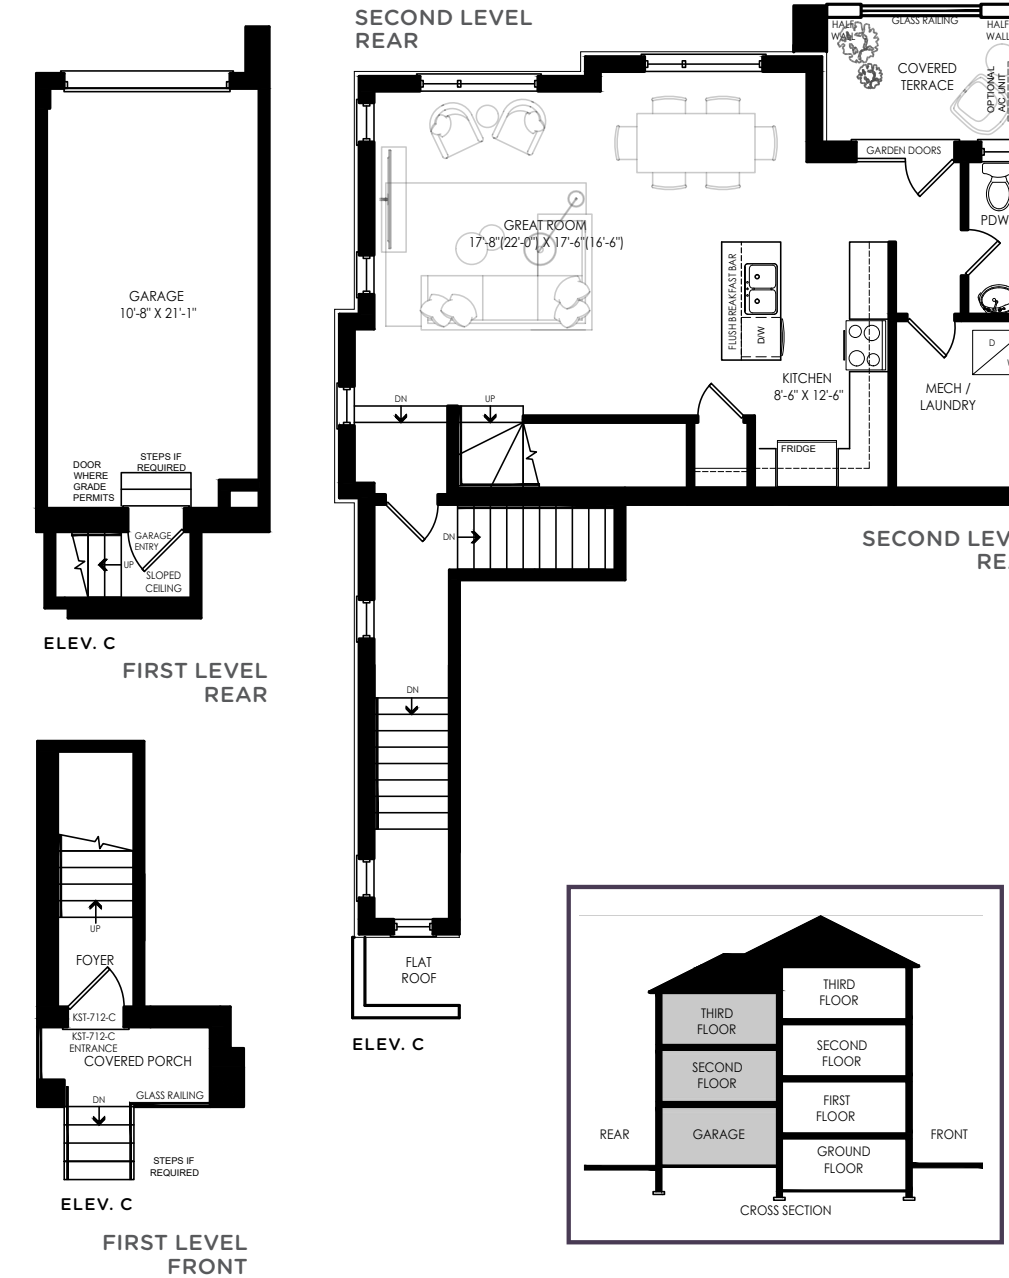 SECOND LEVEL
REAR
HALF
WALL
GLASS RAILING
HALF
WALL
COVERED
TERRACE
OPTIONAL
A/C UNIT
GARDEN DOORS
GREAT ROOM
17'-8"(22'-0") X 17'-6"(16'-6")
FLUSH BREAKFAST BAR
D/W
KITCHEN
8'-6" X 12'-6"
FRIDGE
MECH /
LAUNDRY
D
DN
UP
DN
DN
GARAGE
10'-8" X 21'-1"
DOOR
WHERE
GRADE
PERMITS
STEPS IF
REQUIRED
GARAGE
ENTRY
UP
SLOPED
CEILING
ELEV. C
FIRST LEVEL
REAR
UP
FOYER
KST-712-C
KST-712-C
ENTRANCE
COVERED PORCH
GLASS RAILING
DN
STEPS IF
REQUIRED
ELEV. C
FIRST LEVEL
FRONT
FLAT
ROOF
ELEV. C
THIRD
FLOOR
SECOND
FLOOR
GARAGE
THIRD
FLOOR
SECOND
FLOOR
FIRST
FLOOR
GROUND
FLOOR
REAR
FRONT
CROSS SECTION